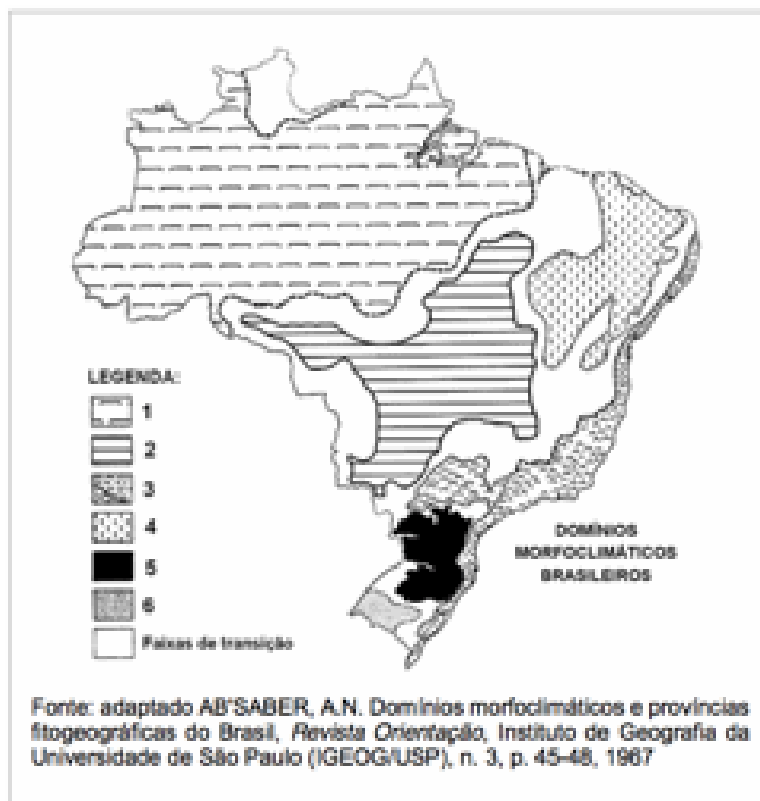 LEGENDA:
1
2
3
4
5
6
Faixas de transição
DOMÍNIOS
MORFOCLIMÁTICOS
BRASILEIROS
Fonte: adaptado AB'SABER, A.N. Domínios morfoclimáticos e províncias
fitogeográficas do Brasil, Revista Orientação, Instituto de Geografia da
Universidade de São Paulo (IGEOG/USP), n. 3, p. 45-48, 1967